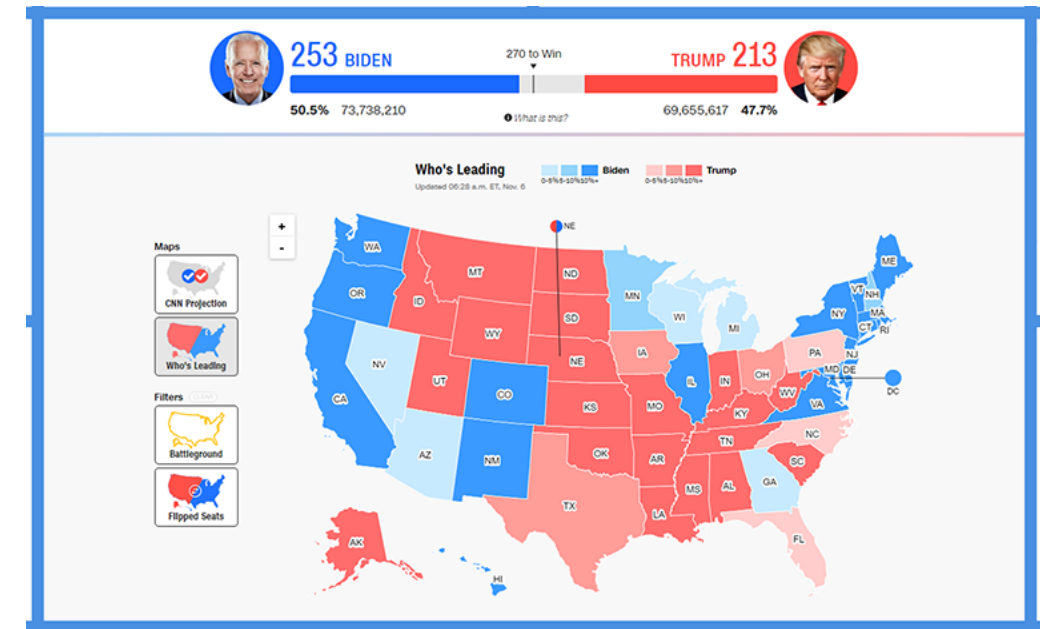 253 BIDEN
270 to Win
TRUMP 213
50.5% 73,738,210
What is this?
69,655,617 47.7%
Who's Leading
Updated 06:28 a.m. ET, Nov. 6
0-5% 5-10% 10%+
Biden
0-5% 5-10% 10%+
Trump
+
-
Maps
CNN Projection
Who's Leading
Filters CLEAR
Battleground
Flipped Seats
NE
WA
MT
ND
ME
OR
ID
MN
VT
NH
SD
WI
NY
MA
MI
CT
RI
WY
IA
PA
NV
NE
OH
NJ
UT
IL
IN
MD
DE
CA
CO
WV
DC
KS
MO
KY
VA
AZ
NM
OK
TN
NC
AR
SC
MS
AL
GA
TX
LA
FL
AK
HI